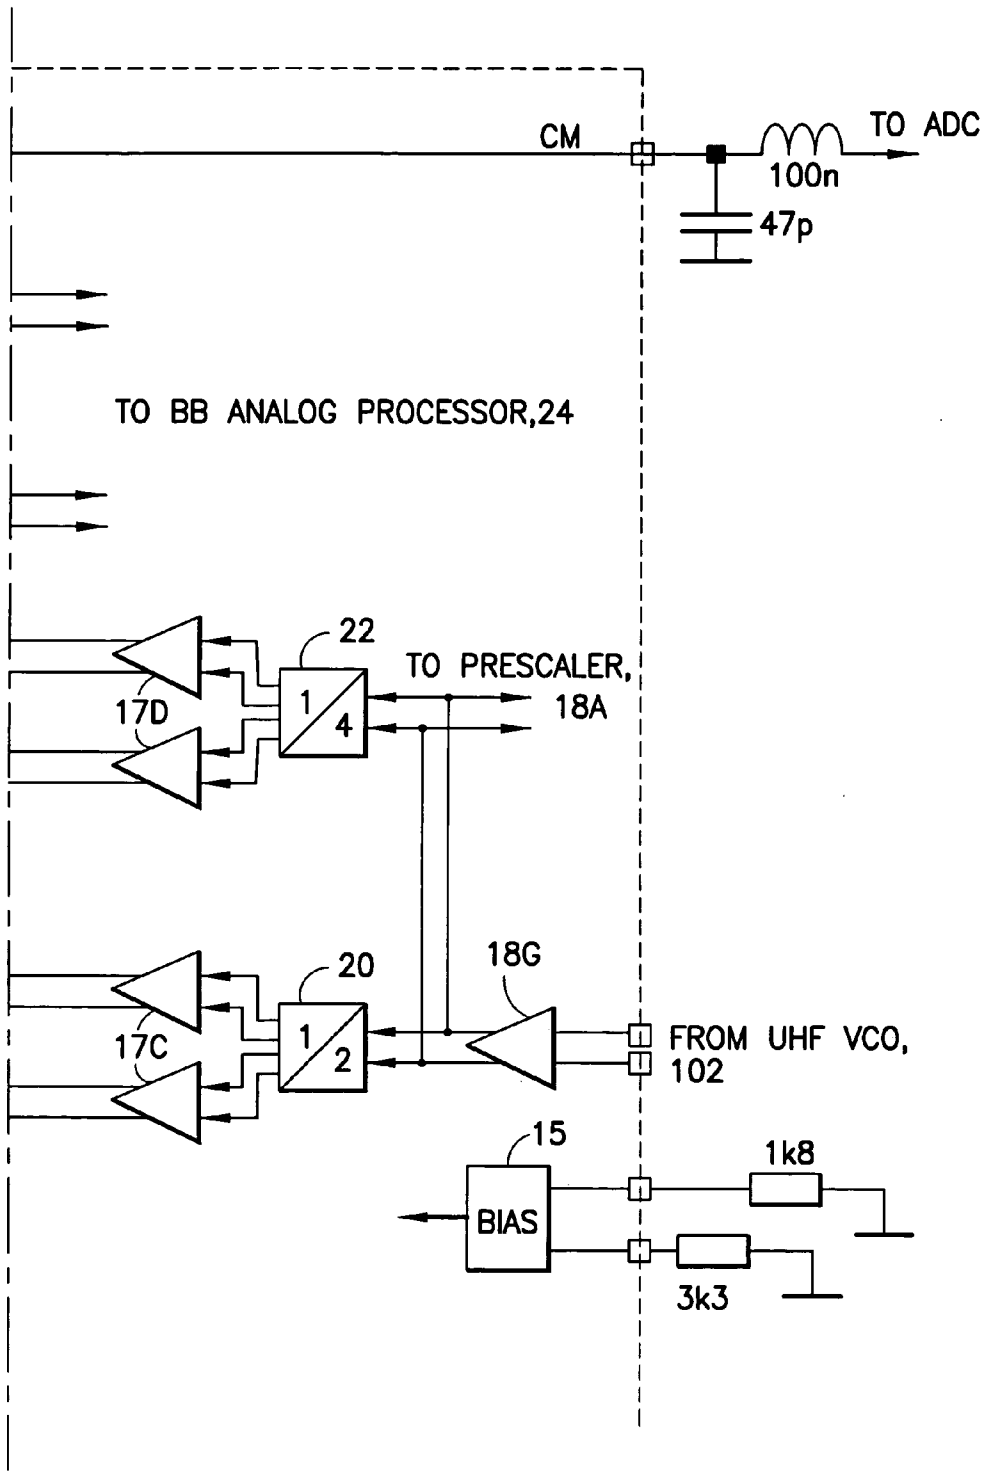 CM
TO ADC
100n
47p
TO BB ANALOG PROCESSOR,24
22
TO PRESCALER,
18A
17D
1
4
18G
20
FROM UHF VCO,
102
17C
1
2
15
1k8
BIAS
3k3